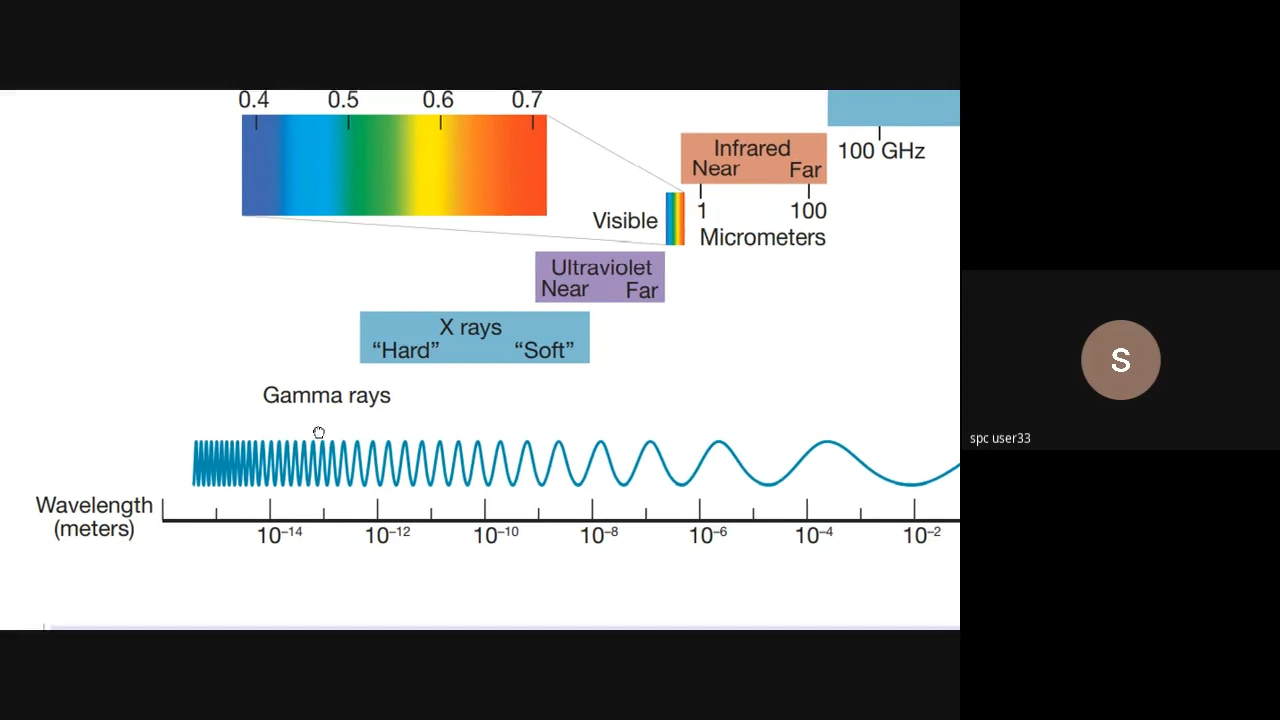 0.4 0.5 0.6 0.7
Infrared
Near Far
100 GHz
Visible
1 100
Micrometers
Ultraviolet
Near Far
X rays
“Hard” “Soft”
Gamma rays
S
spc user33
Wavelength
(meters)
10⁻¹⁴ 10⁻¹² 10⁻¹⁰ 10⁻⁸ 10⁻⁶ 10⁻⁴ 10⁻²